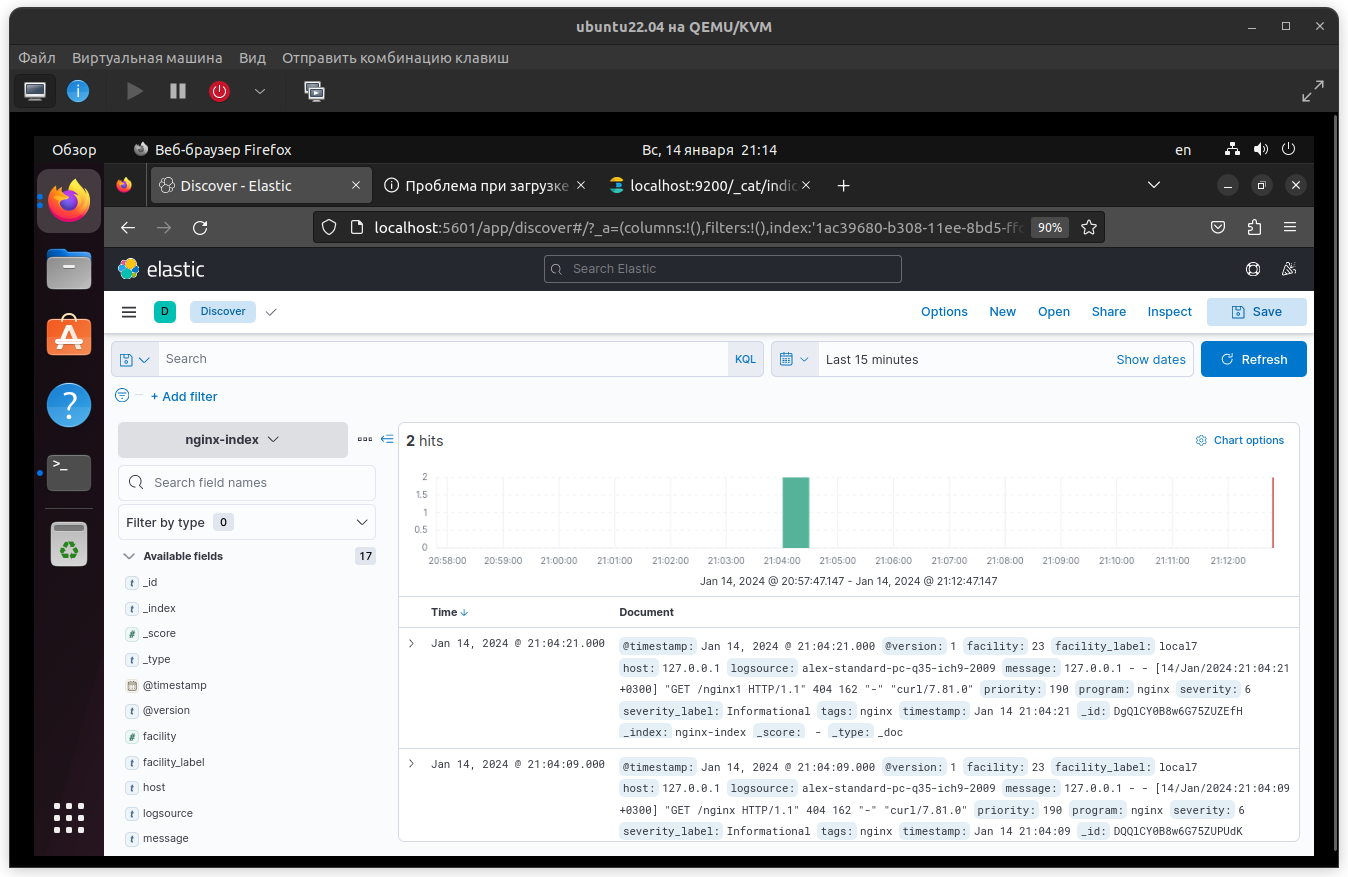 ubuntu22.04 на QEMU/KVM
Файл Виртуальная машина Вид Отправить комбинацию клавиш
Обзор Веб-браузер Firefox Вс, 14 января 21:14 en
Discover - Elastic Проблема при загрузке localhost:9200/_cat/indic
localhost:5601/app/discover#/?_a=(columns:!(),filters:!(),index:'1ac39680-b308-11ee-8bd5-ffc 90%
elastic Search Elastic
D Discover Options New Open Share Inspect Save
Search KQL Last 15 minutes Show dates Refresh
+ Add filter
nginx-index
Search field names
Filter by type 0
Available fields 17
t _id
t _index
# _score
t _type
@timestamp
t @version
# facility
t facility_label
t host
t logsource
t message
2 hits Chart options
2
1.5
1
0.5
0
20:58:00 20:59:00 21:00:00 21:01:00 21:02:00 21:03:00 21:04:00 21:05:00 21:06:00 21:07:00 21:08:00 21:09:00 21:10:00 21:11:00 21:12:00
Jan 14, 2024 @ 20:57:47.147 - Jan 14, 2024 @ 21:12:47.147
Time Document
Jan 14, 2024 @ 21:04:21.000 @timestamp: Jan 14, 2024 @ 21:04:21.000 @version: 1 facility: 23 facility_label: local7
host: 127.0.0.1 logsource: alex-standard-pc-q35-ich9-2009 message: 127.0.0.1 - - [14/Jan/2024:21:04:21
+0300] "GET /nginx1 HTTP/1.1" 404 162 "-" "curl/7.81.0" priority: 190 program: nginx severity: 6
severity_label: Informational tags: nginx timestamp: Jan 14 21:04:21 _id: DgQlCY0B8w6G75ZUZEfH
_index: nginx-index _score: - _type: _doc
Jan 14, 2024 @ 21:04:09.000 @timestamp: Jan 14, 2024 @ 21:04:09.000 @version: 1 facility: 23 facility_label: local7
host: 127.0.0.1 logsource: alex-standard-pc-q35-ich9-2009 message: 127.0.0.1 - - [14/Jan/2024:21:04:09
+0300] "GET /nginx HTTP/1.1" 404 162 "-" "curl/7.81.0" priority: 190 program: nginx severity: 6
severity_label: Informational tags: nginx timestamp: Jan 14 21:04:09 _id: DQQlCY0B8w6G75ZUPUdK